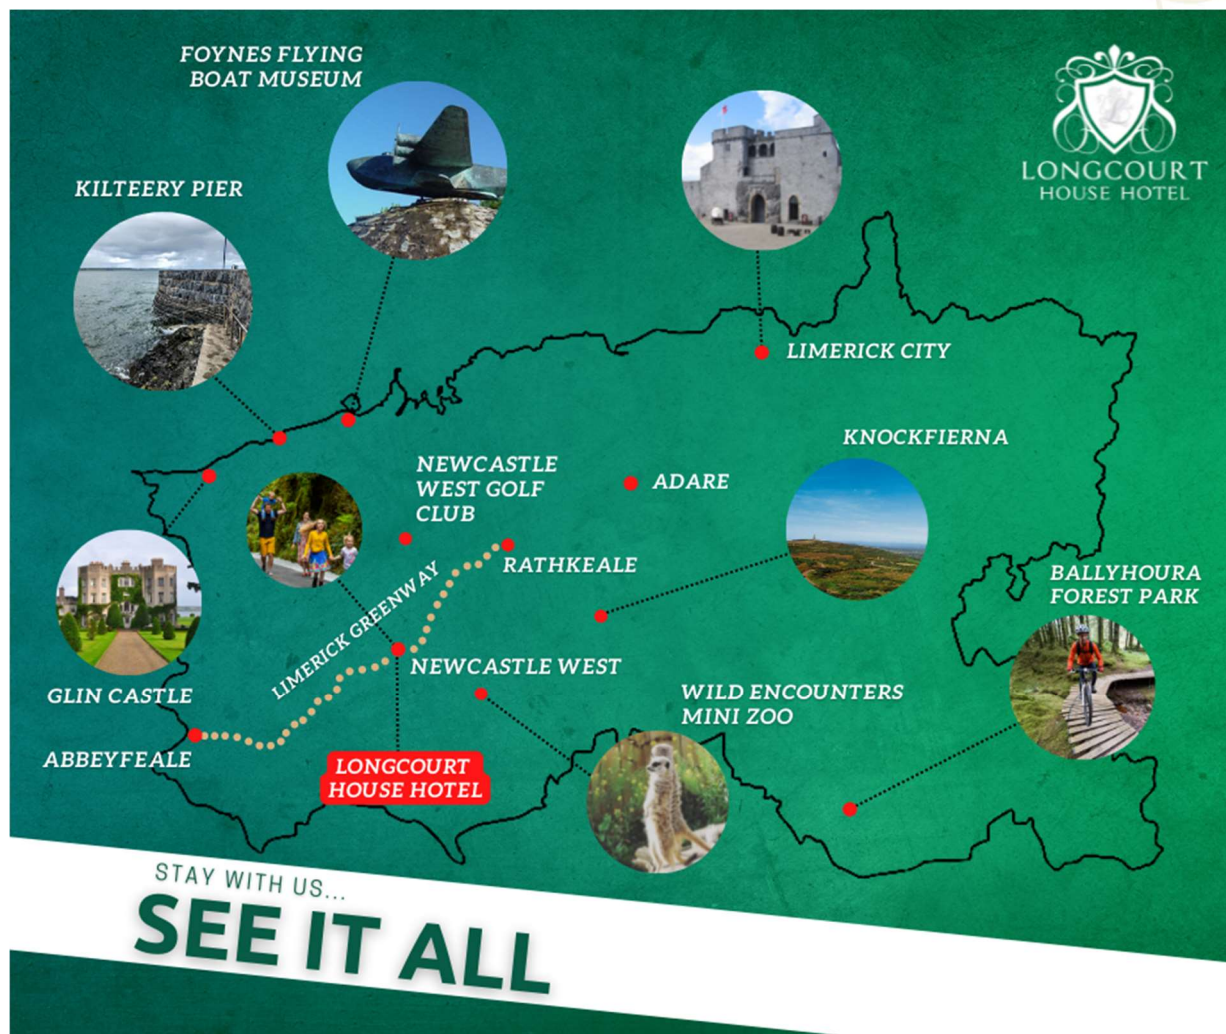 FOYNES FLYING
BOAT MUSEUM
LONGCOURT
HOUSE HOTEL
KILTEERY PIER
LIMERICK CITY
KNOCKFIERNA
NEWCASTLE
WEST GOLF
CLUB
ADARE
RATHKEALE
BALLYHOURA
FOREST PARK
LIMERICK GREENWAY
NEWCASTLE WEST
GLIN CASTLE
WILD ENCOUNTERS
MINI ZOO
ABBEYFEALE
LONGCOURT
HOUSE HOTEL
STAY WITH US...
SEE IT ALL